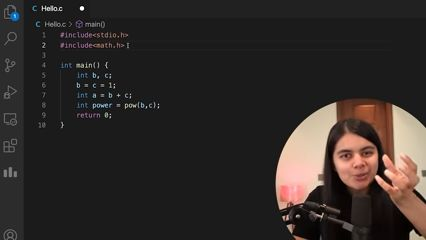 Hello.c
Hello.c > main()
1 #include<stdio.h>
2 #include<math.h>
3
4 int main() {
5 int b, c;
6 b = c = 1;
7 int a = b + c;
8 int power = pow(b,c);
9 return 0;
10 }